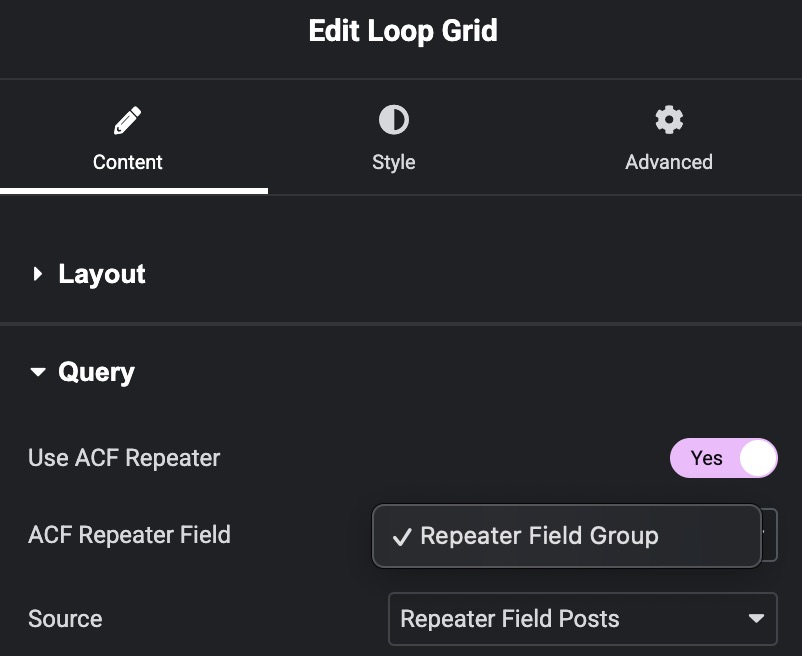 Edit Loop Grid
Content
Style
Advanced
Layout
Query
Use ACF Repeater
Yes
ACF Repeater Field
✓ Repeater Field Group
Source
Repeater Field Posts